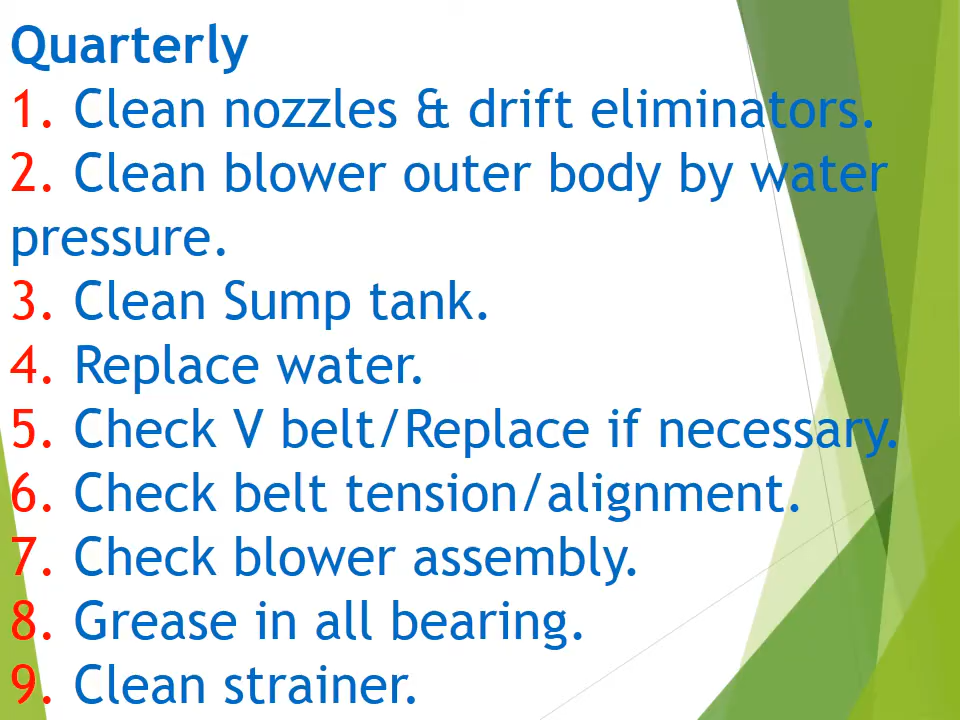 Quarterly
1. Clean nozzles & drift eliminators.
2. Clean blower outer body by water
pressure.
3. Clean Sump tank.
4. Replace water.
5. Check V belt/Replace if necessary.
6. Check belt tension/alignment.
7. Check blower assembly.
8. Grease in all bearing.
9. Clean strainer.